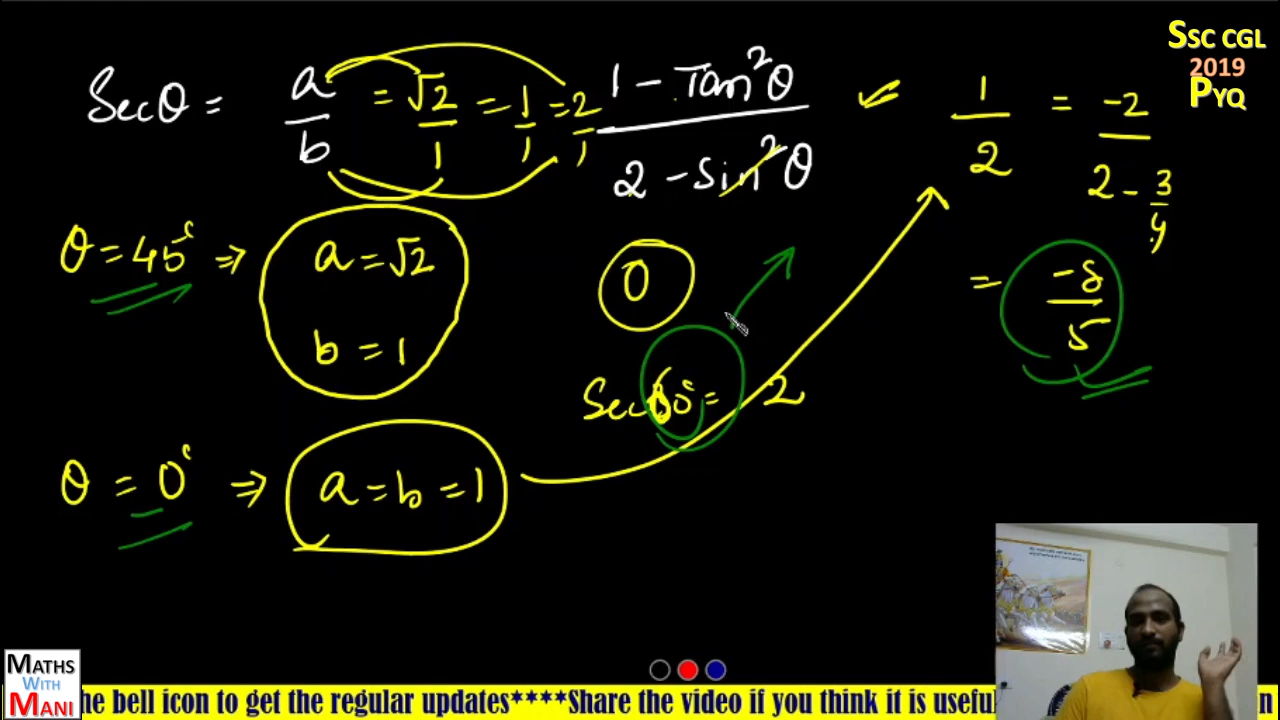 SSC CGL
2019
PYQ
Secθ = a/b = √2/1 = 1/1 = 2/1
1 - Tan²θ / 2 - sin²θ
1/2 = -2 / 2 - 3/4
= -8/5
θ = 45° ⇒ a = √2
b = 1
0
Sec60° = 2
θ = 0° ⇒ a = b = 1
MATHS
WITH
MANI
he bell icon to get the regular updates****Share the video if you think it is useful
n